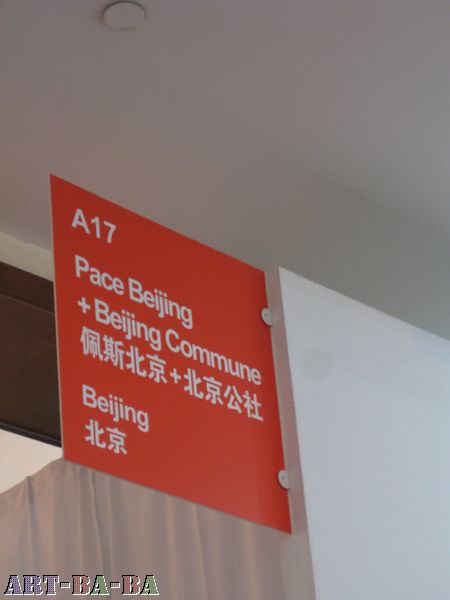 A17
Pace Beijing
+ Beijing Commune
佩斯北京+北京公社
Beijing
北京
ART-BA-BA